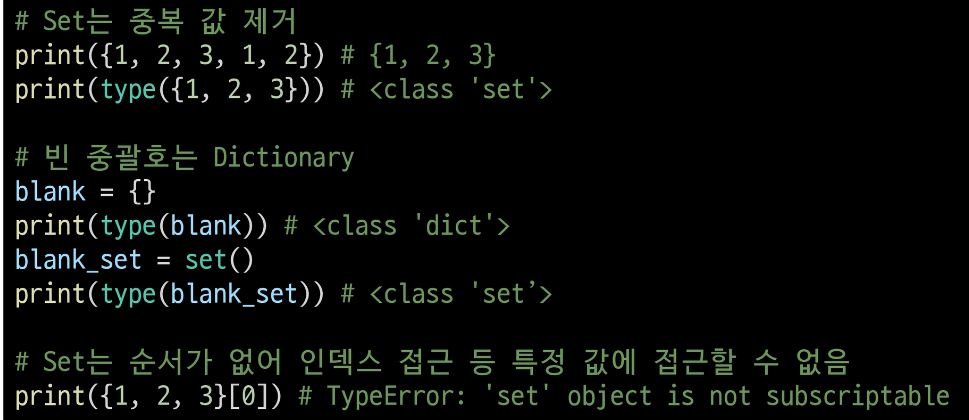 # Set는 중복 값 제거
print({1, 2, 3, 1, 2}) # {1, 2, 3}
print(type({1, 2, 3})) # <class 'set'>
# 빈 중괄호는 Dictionary
blank = {}
print(type(blank)) # <class 'dict'>
blank_set = set()
print(type(blank_set)) # <class 'set’>
# Set는 순서가 없어 인덱스 접근 등 특정 값에 접근할 수 없음
print({1, 2, 3}[0]) # TypeError: 'set' object is not subscriptable